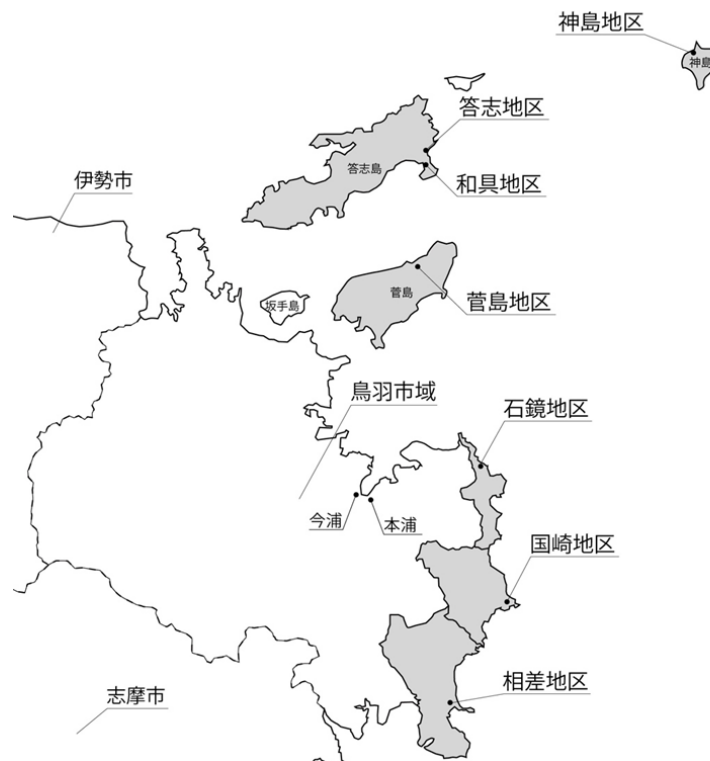 神島地区
神島
答志地区
答志島
和具地区
伊勢市
坂手島
菅島
菅島地区
鳥羽市域
石鏡地区
今浦
本浦
国崎地区
相差地区
志摩市